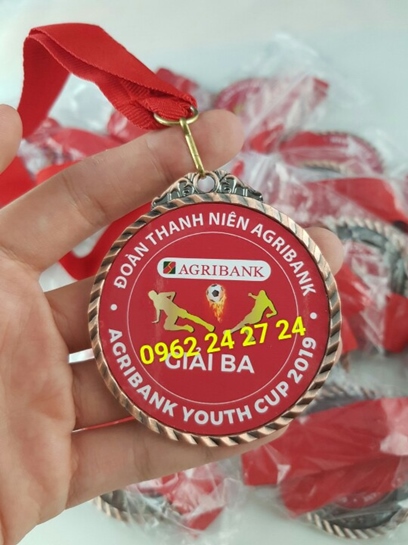 ĐOÀN THANH NIÊN AGRIBANK
AGRIBANK
0962 24 27 24
GIẢI BA
• AGRIBANK YOUTH CUP 2019 •